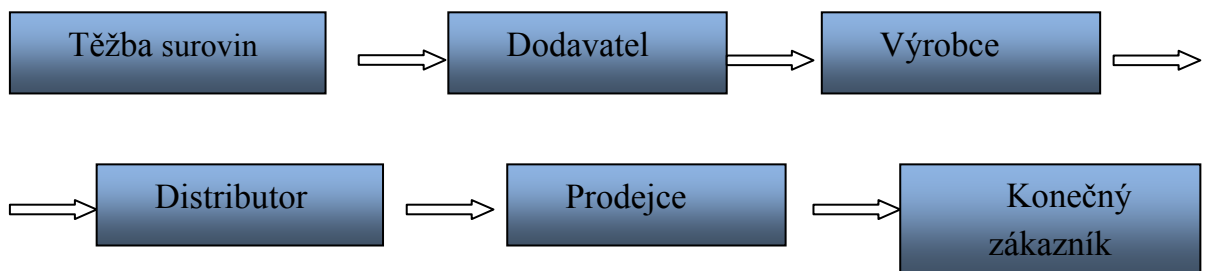 Těžba surovin
Dodavatel
Výrobce
Distributor
Prodejce
Konečný
zákazník